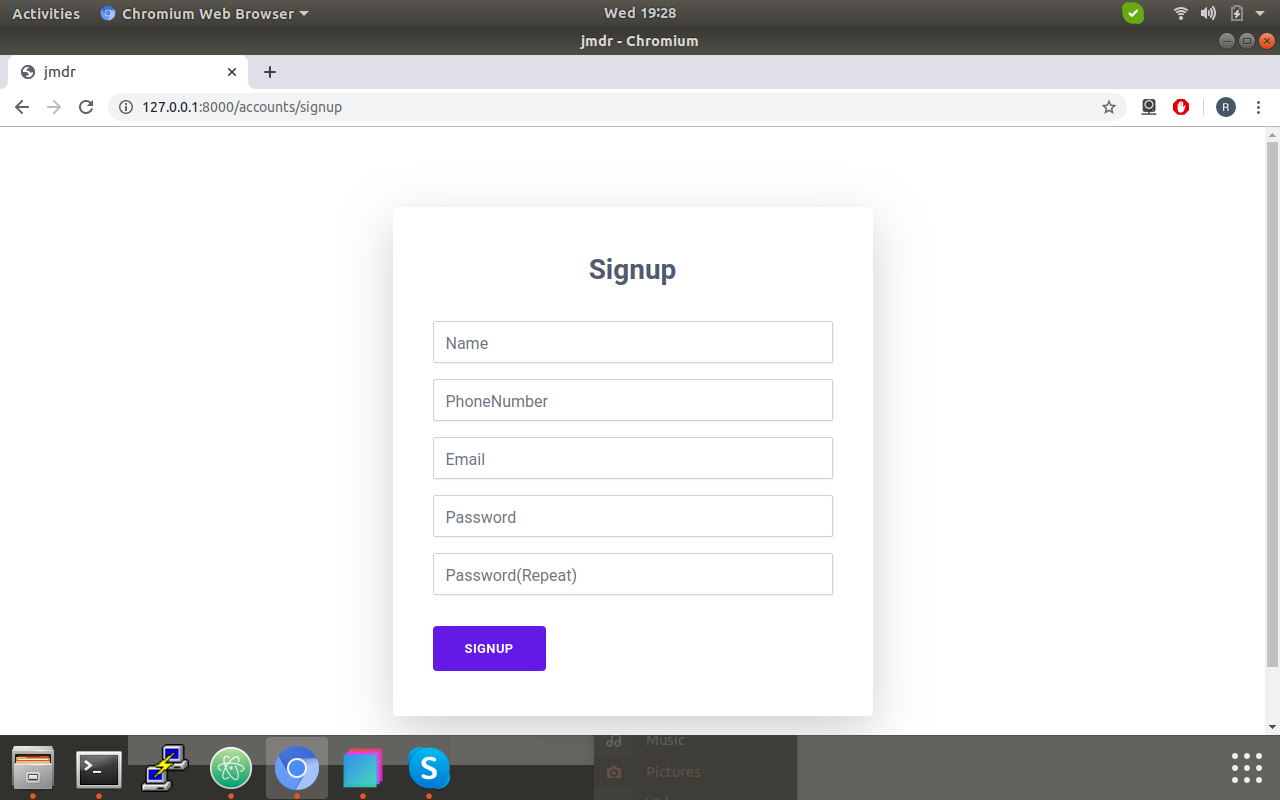 Activities Chromium Web Browser Wed 19:28
jmdr - Chromium
jmdr
127.0.0.1:8000/accounts/signup R
Signup
Name
PhoneNumber
Email
Password
Password(Repeat)
SIGNUP
Music
Pictures